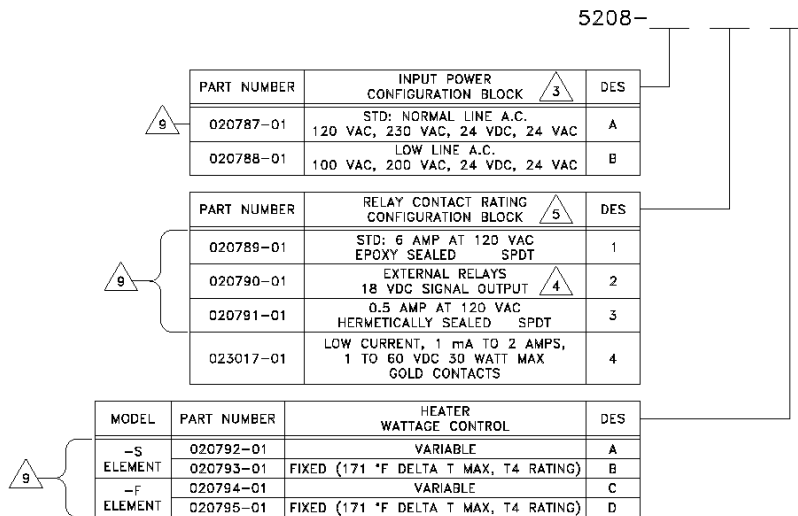 5208-__ __ __
PART NUMBER INPUT POWER CONFIGURATION BLOCK 3 DES
9
020787-01 STD: NORMAL LINE A.C. A
120 VAC, 230 VAC, 24 VDC, 24 VAC
020788-01 LOW LINE A.C. B
100 VAC, 200 VAC, 24 VDC, 24 VAC
PART NUMBER RELAY CONTACT RATING CONFIGURATION BLOCK 5 DES
9
020789-01 STD: 6 AMP AT 120 VAC 1
EPOXY SEALED SPDT
020790-01 EXTERNAL RELAYS 2
18 VDC SIGNAL OUTPUT 4
020791-01 0.5 AMP AT 120 VAC 3
HERMETICALLY SEALED SPDT
023017-01 LOW CURRENT, 1 mA TO 2 AMPS, 4
1 TO 60 VDC 30 WATT MAX
GOLD CONTACTS
MODEL PART NUMBER HEATER WATTAGE CONTROL DES
9
-S ELEMENT 020792-01 VARIABLE A
020793-01 FIXED (171 °F DELTA T MAX, T4 RATING) B
-F ELEMENT 020794-01 VARIABLE C
020795-01 FIXED (171 °F DELTA T MAX, T4 RATING) D